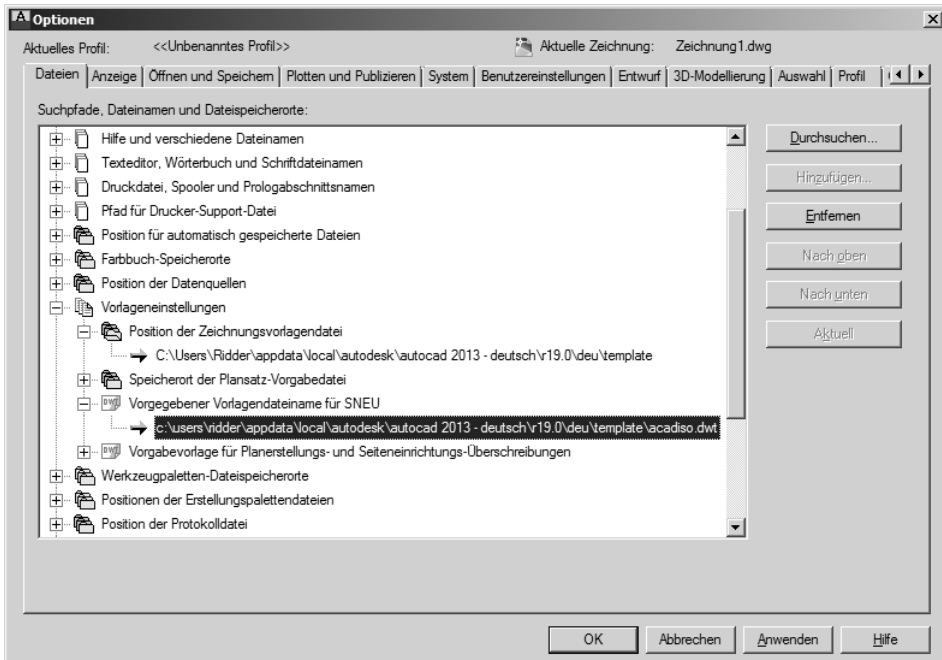 Optionen
Aktuelles Profil: <<Unbenanntes Profil>> Aktuelle Zeichnung: Zeichnung1.dwg
Dateien Anzeige Öffnen und Speichern Plotten und Publizieren System Benutzereinstellungen Entwurf 3D-Modellierung Auswahl Profil
Suchpfade, Dateinamen und Dateispeicherorte:
Hilfe und verschiedene Dateinamen
Texteditor, Wörterbuch und Schriftdateinamen
Druckdatei, Spooler und Prologabschnittsnamen
Pfad für Drucker-Support-Datei
Position für automatisch gespeicherte Dateien
Farbbuch-Speicherorte
Position der Datenquellen
Vorlageneinstellungen
Position der Zeichnungsvorlagendatei
C:\Users\Ridder\appdata\local\autodesk\autocad 2013 - deutsch\r19.0\deu\template
Speicherort der Plansatz-Vorgabedatei
Vorgegebener Vorlagendateiname für SNEU
c:\users\ridder\appdata\local\autodesk\autocad 2013 - deutsch\r19.0\deu\template\acadiso.dwt
Vorgabevorlage für Planerstellungs- und Seiteneinrichtungs-Überschreibungen
Werkzeugpaletten-Dateispeicherorte
Positionen der Erstellungspalettendateien
Position der Protokolldatei
Durchsuchen...
Hinzufügen...
Entfernen
Nach oben
Nach unten
Aktuell
OK Abbrechen Anwenden Hilfe